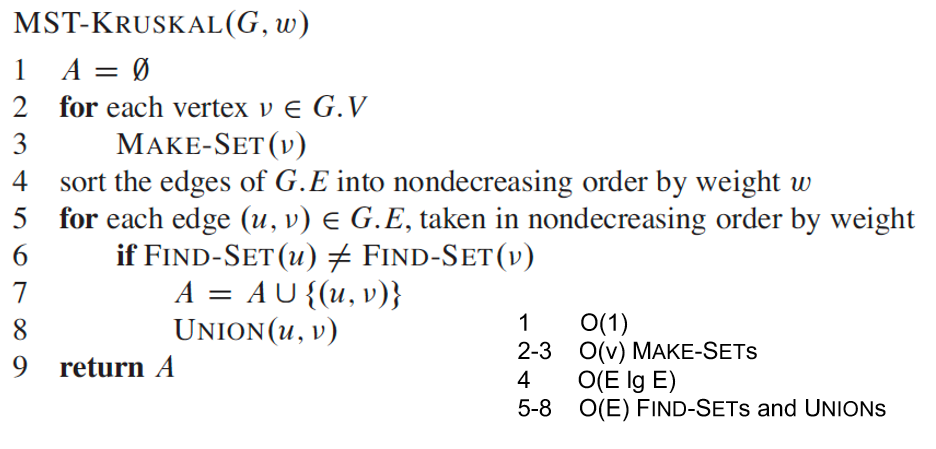 MST-KRUSKAL(G, w)
1 A = ∅
2 for each vertex v ∈ G.V
3 MAKE-SET(v)
4 sort the edges of G.E into nondecreasing order by weight w
5 for each edge (u, v) ∈ G.E, taken in nondecreasing order by weight
6 if FIND-SET(u) ≠ FIND-SET(v)
7 A = A ∪ {(u, v)}
8 UNION(u, v)
9 return A
1 O(1)
2-3 O(v) MAKE-SETs
4 O(E lg E)
5-8 O(E) FIND-SETs and UNIONs